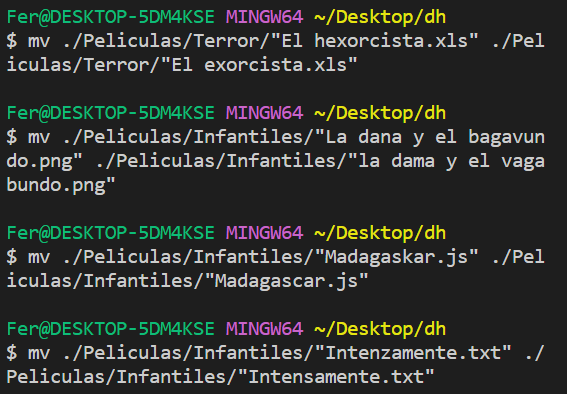 Fer@DESKTOP-5DM4KSE MINGW64 ~/Desktop/dh
$ mv ./Peliculas/Terror/"El hexorcista.xls" ./Pel
iculas/Terror/"El exorcista.xls"
Fer@DESKTOP-5DM4KSE MINGW64 ~/Desktop/dh
$ mv ./Peliculas/Infantiles/"La dana y el bagavun
do.png" ./Peliculas/Infantiles/"la dama y el vaga
bundo.png"
Fer@DESKTOP-5DM4KSE MINGW64 ~/Desktop/dh
$ mv ./Peliculas/Infantiles/"Madagaskar.js" ./Pel
iculas/Infantiles/"Madagascar.js"
Fer@DESKTOP-5DM4KSE MINGW64 ~/Desktop/dh
$ mv ./Peliculas/Infantiles/"Intenzamente.txt" ./
Peliculas/Infantiles/"Intensamente.txt"